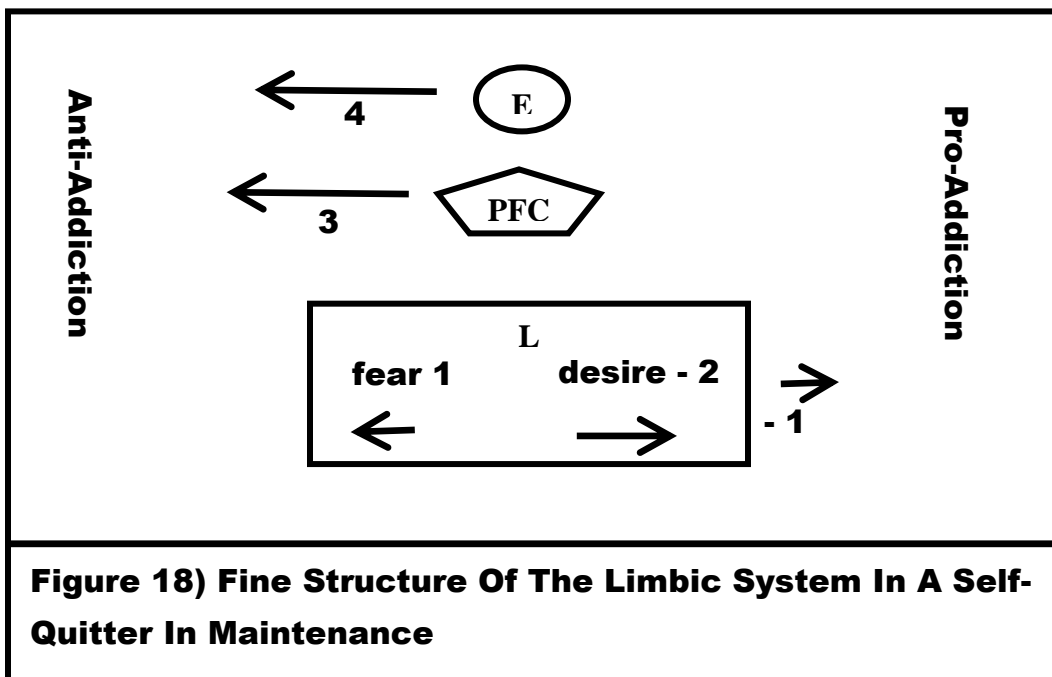 Anti-Addiction
Pro-Addiction
E
4
PFC
3
L
fear 1
desire - 2
- 1
Figure 18) Fine Structure Of The Limbic System In A Self-
Quitter In Maintenance